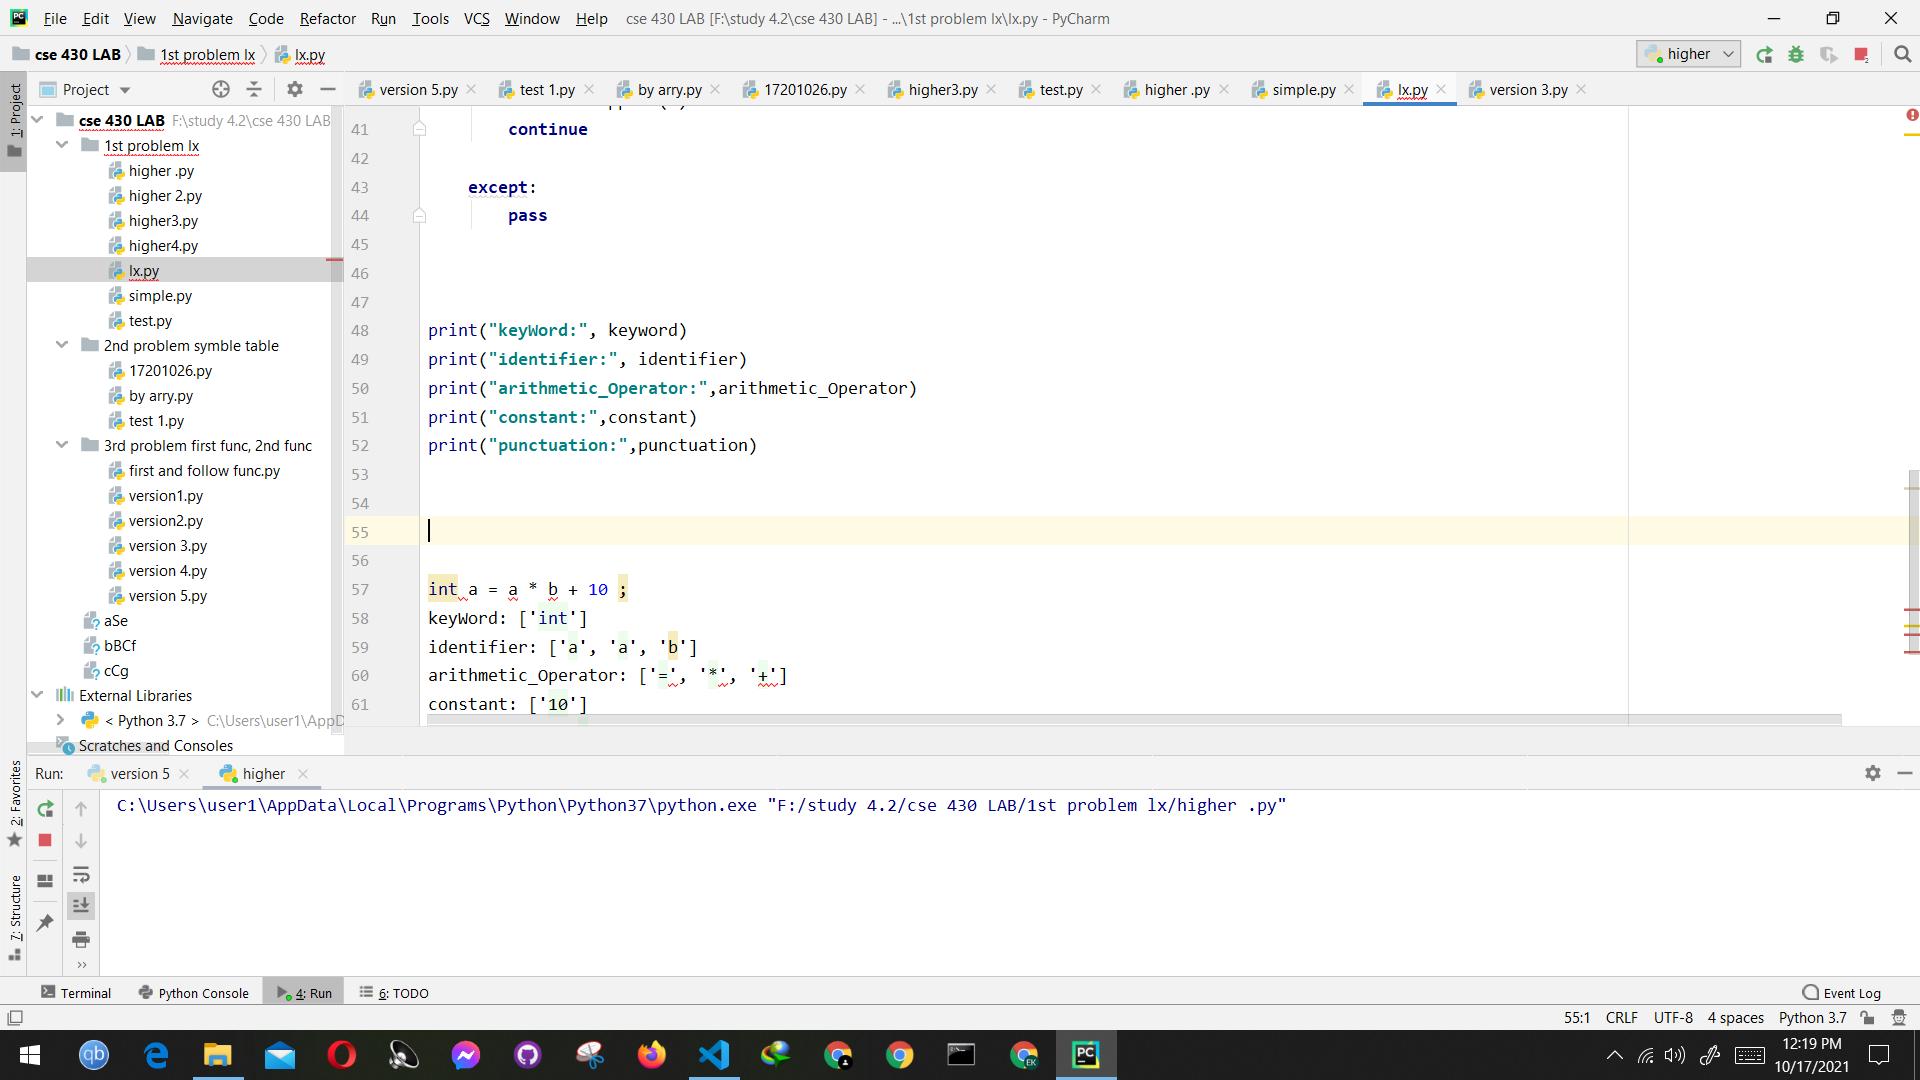 File Edit View Navigate Code Refactor Run Tools VCS Window Help cse 430 LAB [F:\study 4.2\cse 430 LAB] - ...\1st problem lx\lx.py - PyCharm
cse 430 LAB 1st problem lx lx.py higher
Project version 5.py test 1.py by arry.py 17201026.py higher3.py test.py higher .py simple.py lx.py version 3.py
1: Project
cse 430 LAB F:\study 4.2\cse 430 LAB
1st problem lx
higher .py
higher 2.py
higher3.py
higher4.py
lx.py
simple.py
test.py
2nd problem symble table
17201026.py
by arry.py
test 1.py
3rd problem first func, 2nd func
first and follow func.py
version1.py
version2.py
version 3.py
version 4.py
version 5.py
aSe
bBCf
cCg
External Libraries
< Python 3.7 > C:\Users\user1\AppD
Scratches and Consoles
41 continue
42
43 except:
44 pass
45
46
47
48 print("keyWord:", keyword)
49 print("identifier:", identifier)
50 print("arithmetic_Operator:",arithmetic_Operator)
51 print("constant:",constant)
52 print("punctuation:",punctuation)
53
54
55
56
57 int a = a * b + 10 ;
58 keyWord: ['int']
59 identifier: ['a', 'a', 'b']
60 arithmetic_Operator: ['=', '*', '+']
61 constant: ['10']
2: Favorites
7: Structure
Run: version 5 higher
C:\Users\user1\AppData\Local\Programs\Python\Python37\python.exe "F:/study 4.2/cse 430 LAB/1st problem lx/higher .py"
Terminal Python Console 4: Run 6: TODO Event Log
55:1 CRLF UTF-8 4 spaces Python 3.7
12:19 PM
10/17/2021